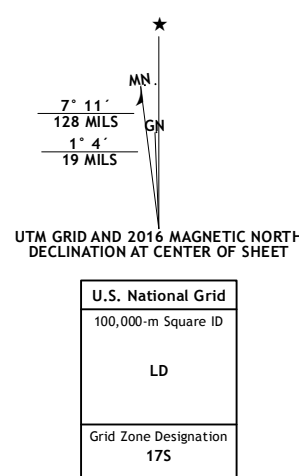 ★
MN.
7° 11´
128 MILS
GN
1° 4´
19 MILS
UTM GRID AND 2016 MAGNETIC NORTH
DECLINATION AT CENTER OF SHEET
U.S. National Grid
100,000-m Square ID
LD
Grid Zone Designation
17S